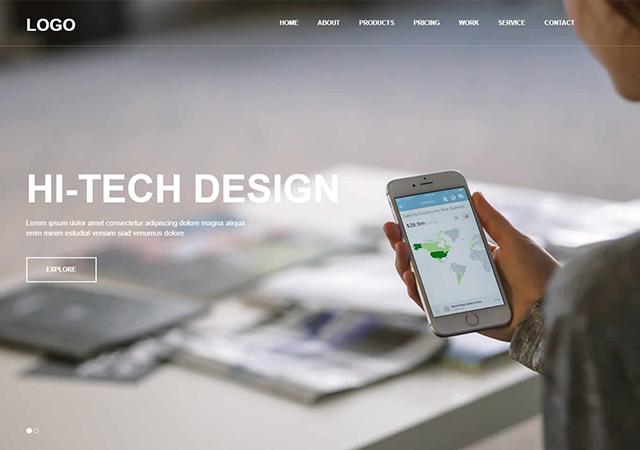 LOGO
HOME ABOUT PRODUCTS PRICING WORK SERVICE CONTACT
HI-TECH DESIGN
Lorem ipsum dolor amet consectetur adipiscing dolore magna aliqua
enim minim estudiat veniam siad venumus dolore
EXPLORE
$28.9m